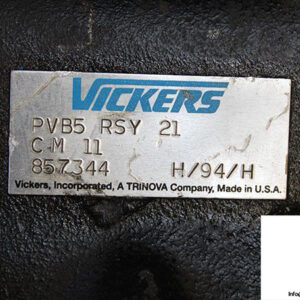 VICKERS
PVB5 RSY 21
C M 11
857344 H/94/H
Vickers, Incorporated, A TRINOVA Company, Made in U.S.A.